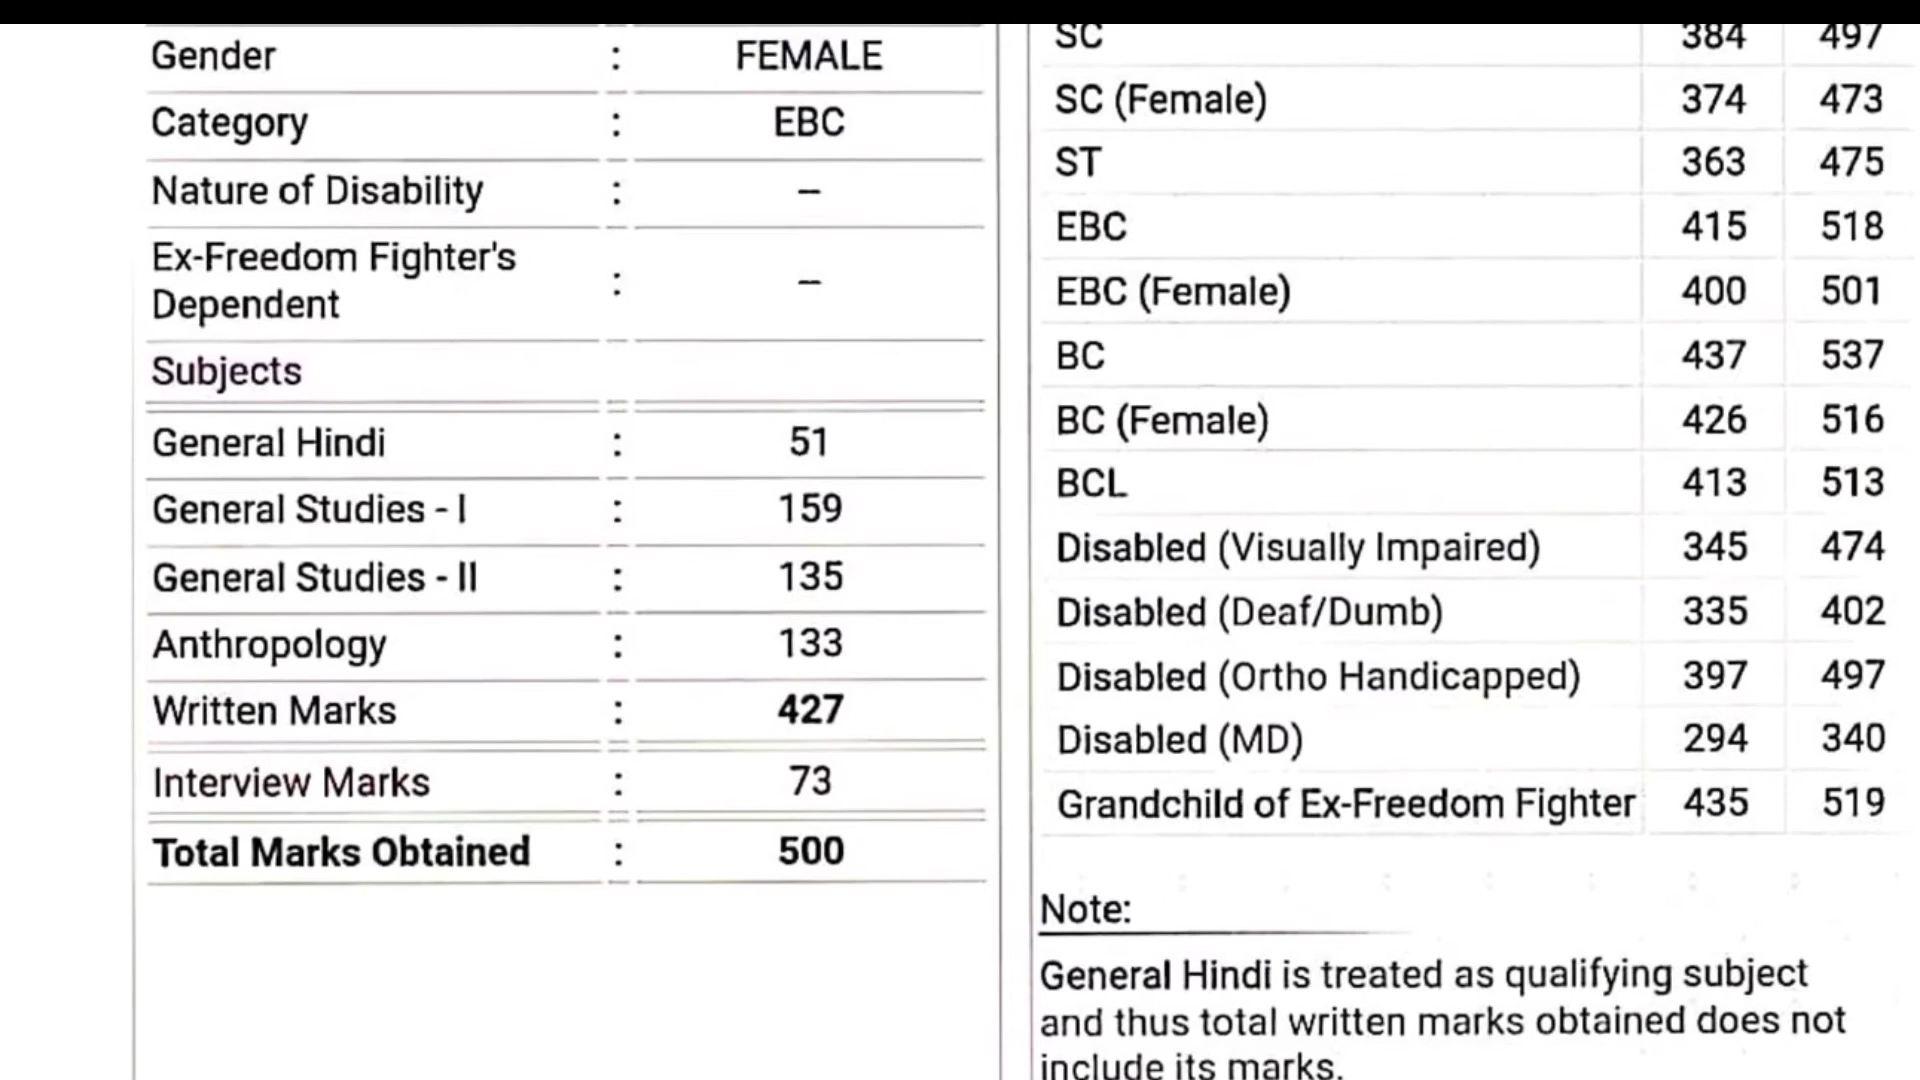 Gender : FEMALE
Category : EBC
Nature of Disability : –
Ex-Freedom Fighter's
Dependent : –
Subjects
General Hindi : 51
General Studies - I : 159
General Studies - II : 135
Anthropology : 133
Written Marks : 427
Interview Marks : 73
Total Marks Obtained : 500
SC 384 497
SC (Female) 374 473
ST 363 475
EBC 415 518
EBC (Female) 400 501
BC 437 537
BC (Female) 426 516
BCL 413 513
Disabled (Visually Impaired) 345 474
Disabled (Deaf/Dumb) 335 402
Disabled (Ortho Handicapped) 397 497
Disabled (MD) 294 340
Grandchild of Ex-Freedom Fighter 435 519
Note:
General Hindi is treated as qualifying subject
and thus total written marks obtained does not
include its marks.